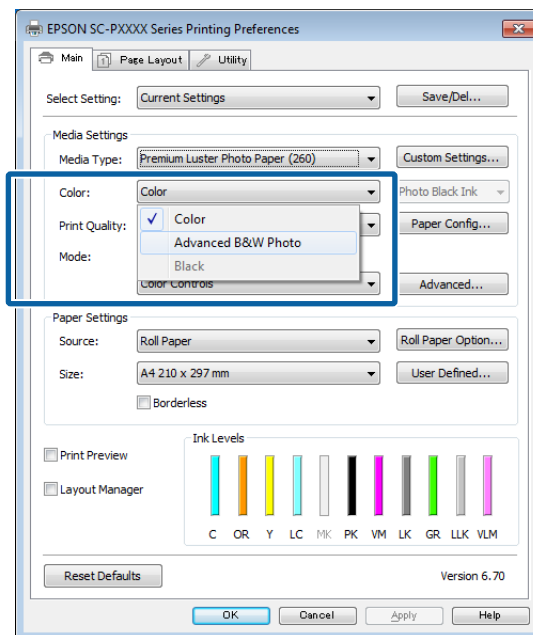 EPSON SC-PXXXX Series Printing Preferences
Main
Page Layout
Utility
Select Setting: Current Settings Save/Del...
Media Settings
Media Type: Premium Luster Photo Paper (260) Custom Settings...
Color: Color Photo Black Ink
Print Quality: Color Paper Config...
Advanced B&W Photo
Mode:
Black
Color Controls Advanced...
Paper Settings
Source: Roll Paper Roll Paper Option...
Size: A4 210 x 297 mm User Defined...
Borderless
Ink Levels
Print Preview
Layout Manager
C OR Y LC MK PK VM LK GR LLK VLM
Reset Defaults Version 6.70
OK Cancel Apply Help